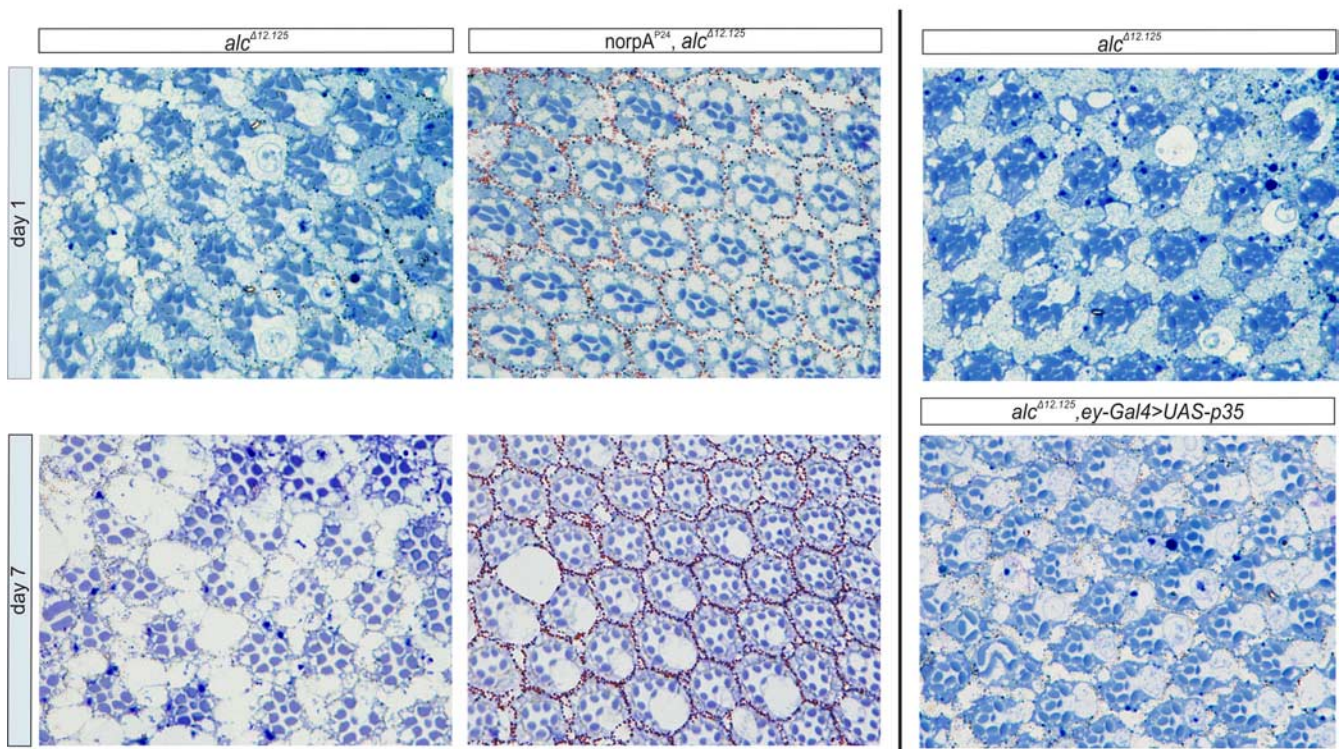 alc^Δ12.125
norpA^P24, alc^Δ12.125
alc^Δ12.125
day 1
alc^Δ12.125,ey-Gal4>UAS-p35
day 7